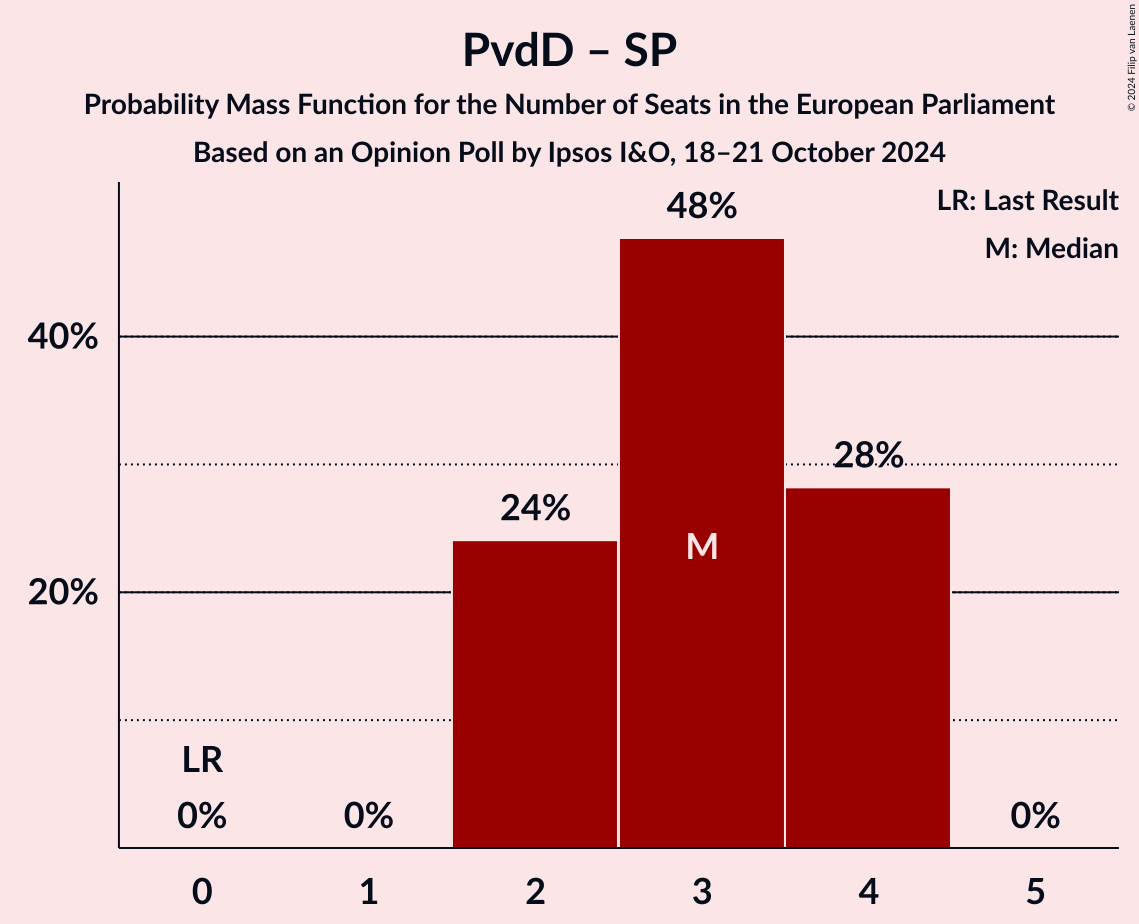 PvdD – SP
Probability Mass Function for the Number of Seats in the European Parliament
Based on an Opinion Poll by Ipsos I&O, 18–21 October 2024
© 2024 Filip van Laenen
LR: Last Result
M: Median
48%
40%
28%
24%
M
20%
LR
0%
0%
0%
0
1
2
3
4
5